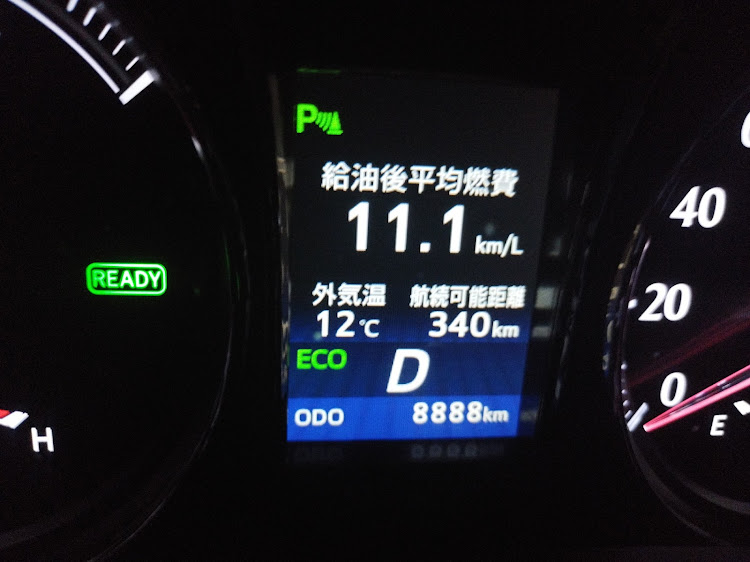 P
給油後平均燃費
11.1 km/L
外気温 航続可能距離
12℃ 340km
ECO D
ODO 8888km
READY
H
40
20
0
E